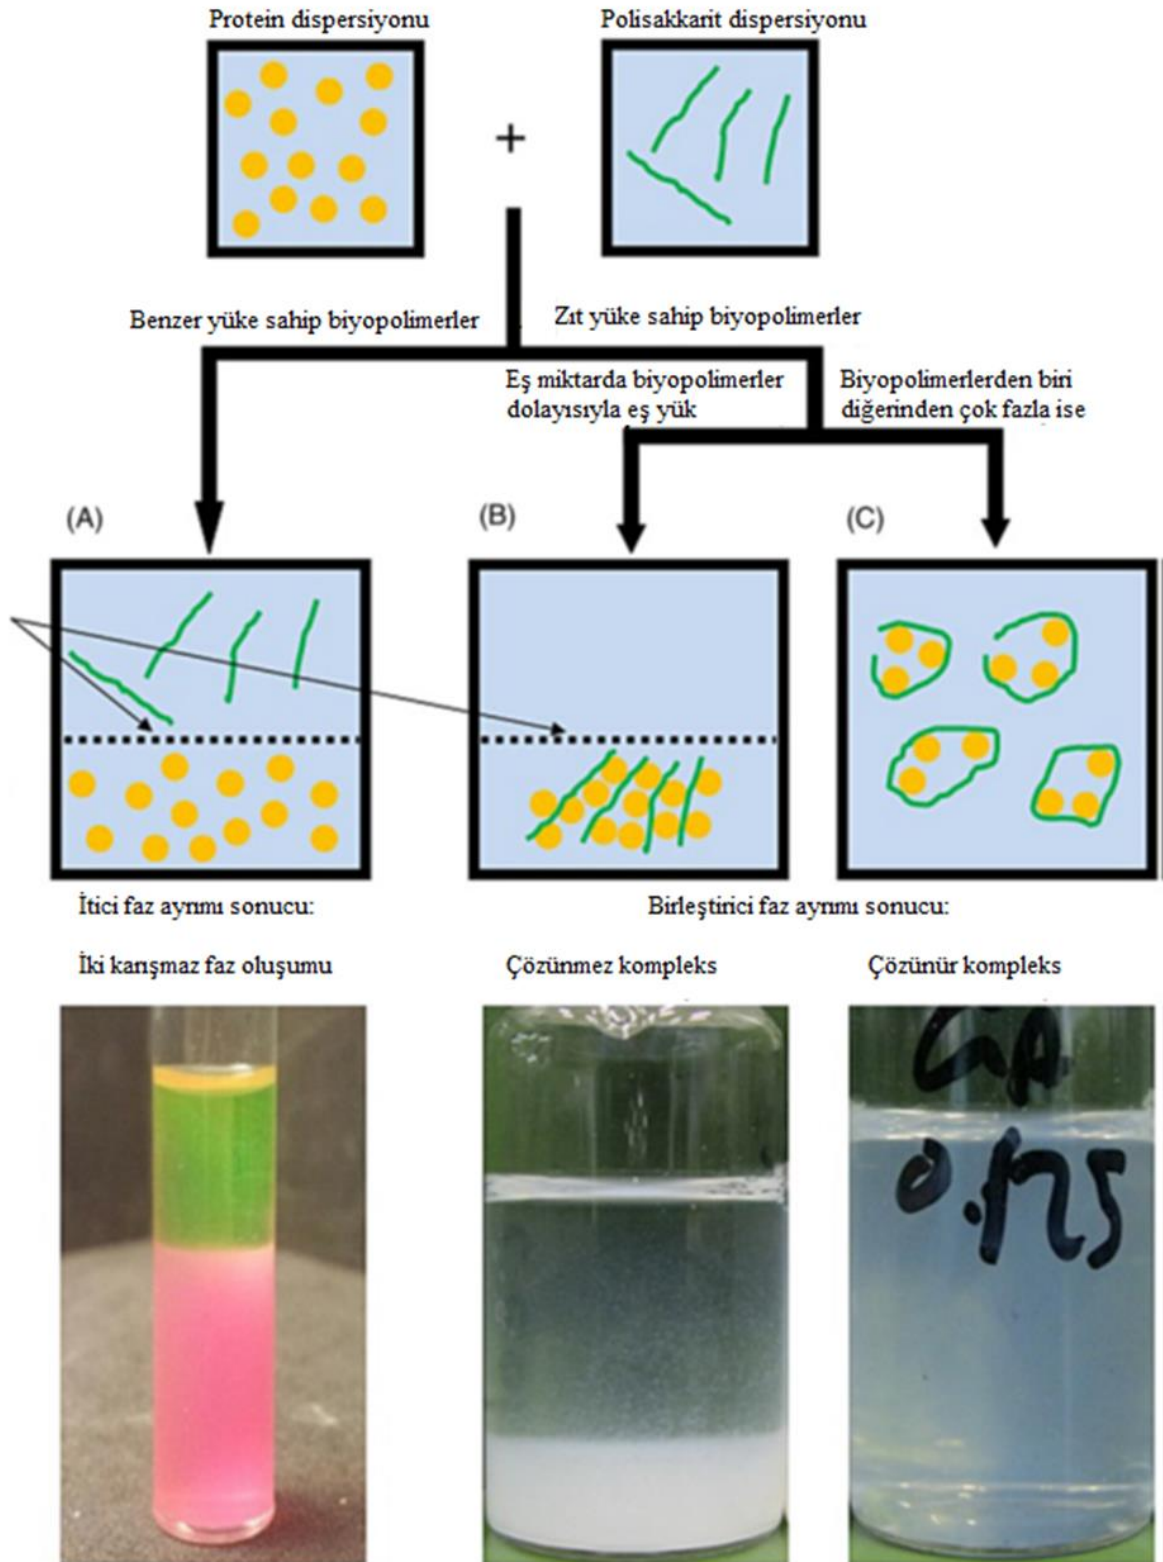 Protein dispersiyonu
Polisakkarit dispersiyonu
+
Benzer yüke sahip biyopolimerler
Zıt yüke sahip biyopolimerler
Eş miktarda biyopolimerler
dolayısıyla eş yük
Biyopolimerlerden biri
diğerinden çok fazla ise
(A)
(B)
(C)
İtici faz ayrımı sonucu:
Birleştirici faz ayrımı sonucu:
İki karışmaz faz oluşumu
Çözünmez kompleks
Çözünür kompleks
0.125